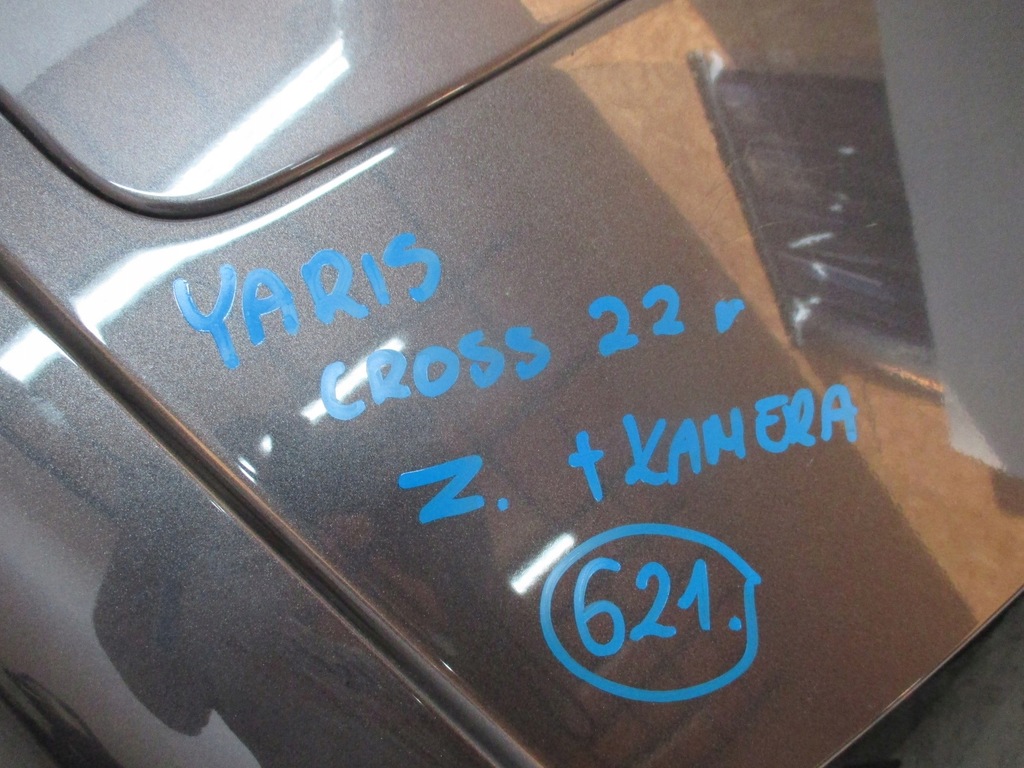 YARIS
CROSS 22 r
Z. + KAMERA
621.